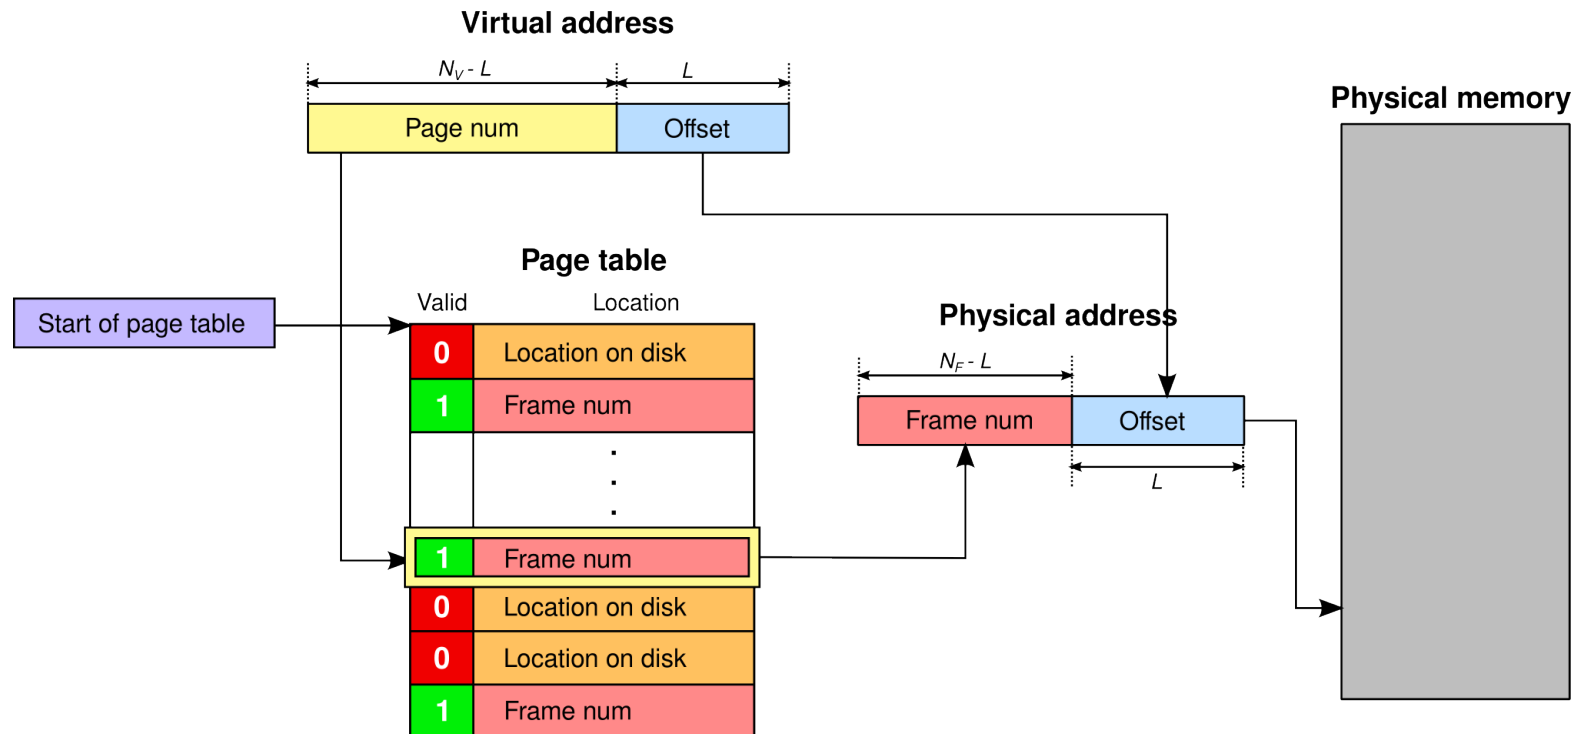 Virtual address
N_V - L
L
Page num
Offset
Physical memory
Page table
Valid
Location
Start of page table
0
Location on disk
1
Frame num
.
.
.
1
Frame num
0
Location on disk
0
Location on disk
1
Frame num
Physical address
N_F - L
Frame num
Offset
L